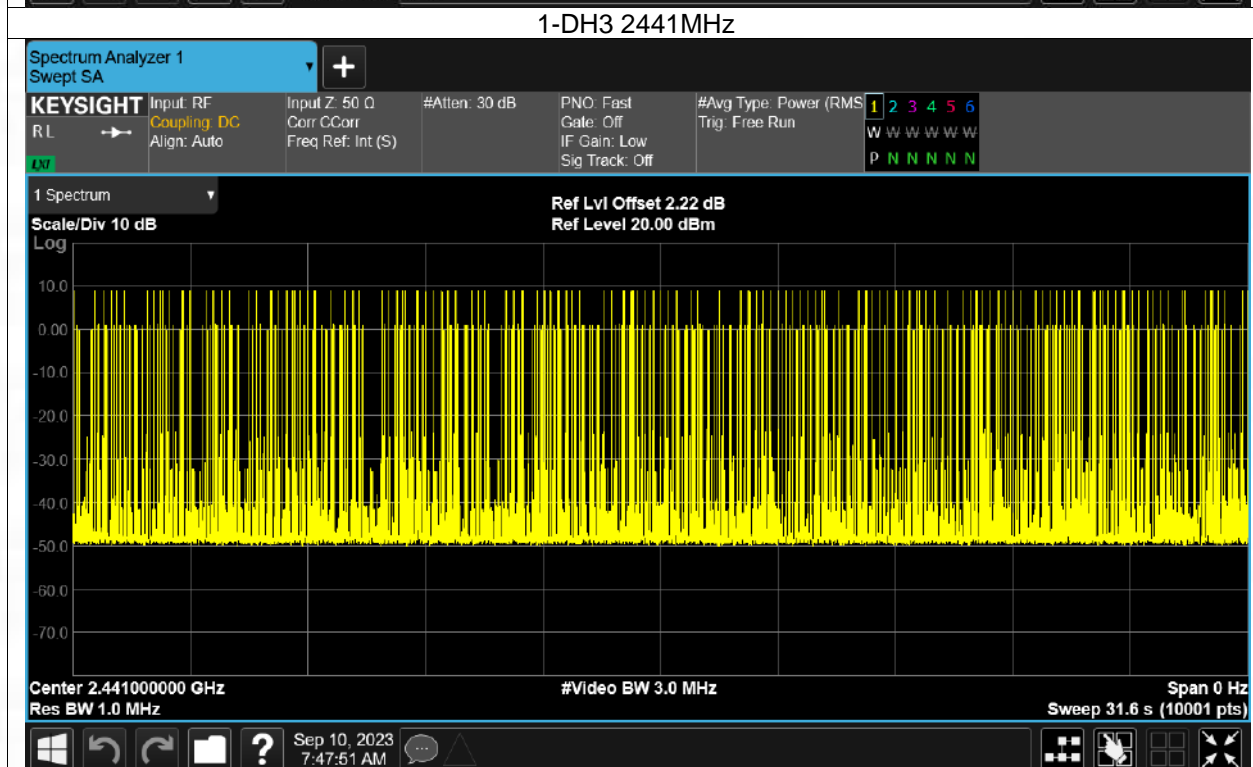 1-DH3 2441MHz
Spectrum Analyzer 1
Swept SA
+
KEYSIGHT
RL
LXI
Input: RF
Coupling: DC
Align: Auto
Input Z: 50 Ω
Corr CCorr
Freq Ref: Int (S)
#Atten: 30 dB
PNO: Fast
Gate: Off
IF Gain: Low
Sig Track: Off
#Avg Type: Power (RMS
Trig: Free Run
1 2 3 4 5 6
W W W W W W
P N N N N N
1 Spectrum
Scale/Div 10 dB
Ref Lvl Offset 2.22 dB
Ref Level 20.00 dBm
Log
10.0
0.00
-10.0
-20.0
-30.0
-40.0
-50.0
-60.0
-70.0
Center 2.441000000 GHz
#Video BW 3.0 MHz
Span 0 Hz
Res BW 1.0 MHz
Sweep 31.6 s (10001 pts)
?
Sep 10, 2023
7:47:51 AM